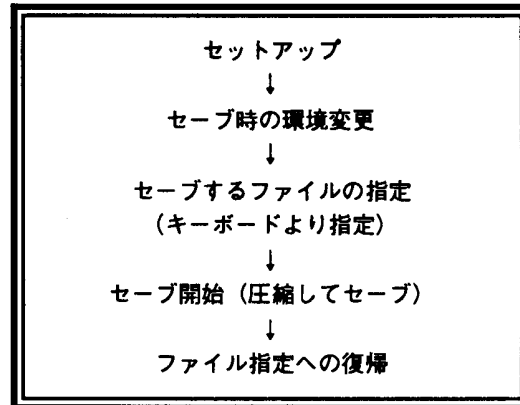 セットアップ
↓
セーブ時の環境変更
↓
セーブするファイルの指定
(キーボードより指定)
↓
セーブ開始(圧縮してセーブ)
↓
ファイル指定への復帰